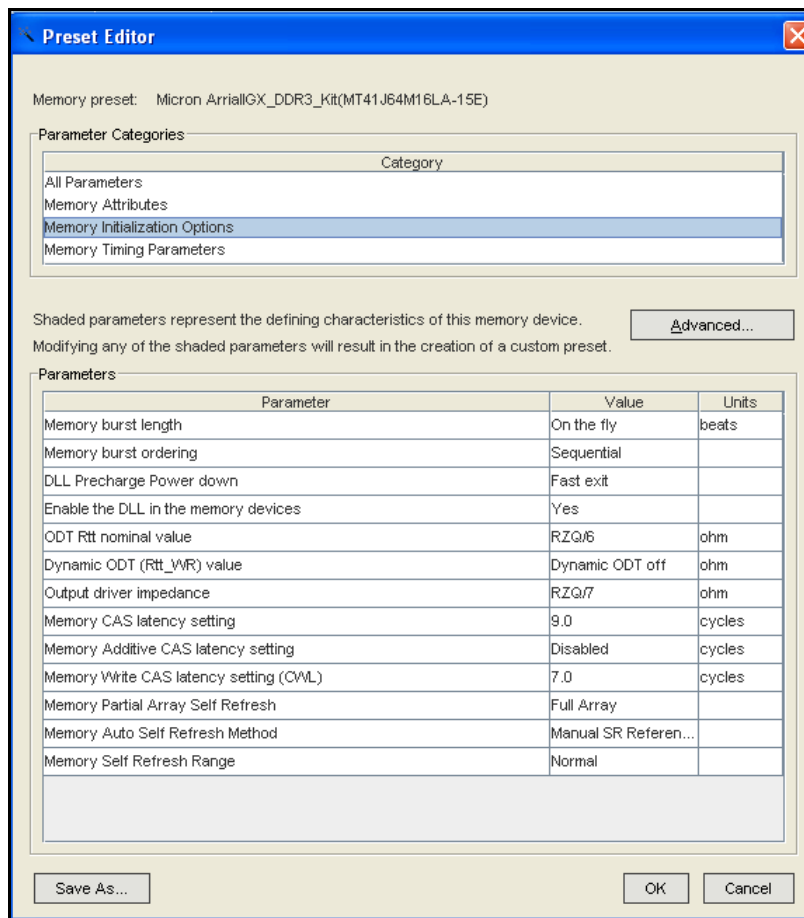 Preset Editor
Memory preset: Micron ArriaIIGX_DDR3_Kit(MT41J64M16LA-15E)
Parameter Categories
Category
All Parameters
Memory Attributes
Memory Initialization Options
Memory Timing Parameters
Shaded parameters represent the defining characteristics of this memory device.
Modifying any of the shaded parameters will result in the creation of a custom preset.
Advanced...
Parameters
Parameter Value Units
Memory burst length On the fly beats
Memory burst ordering Sequential
DLL Precharge Power down Fast exit
Enable the DLL in the memory devices Yes
ODT Rtt nominal value RZQ/6 ohm
Dynamic ODT (Rtt_WR) value Dynamic ODT off ohm
Output driver impedance RZQ/7 ohm
Memory CAS latency setting 9.0 cycles
Memory Additive CAS latency setting Disabled cycles
Memory Write CAS latency setting (CWL) 7.0 cycles
Memory Partial Array Self Refresh Full Array
Memory Auto Self Refresh Method Manual SR Referen...
Memory Self Refresh Range Normal
Save As... OK Cancel